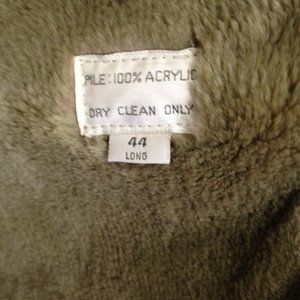 PILE: 100% ACRYLIC
DRY CLEAN ONLY
44
LONG